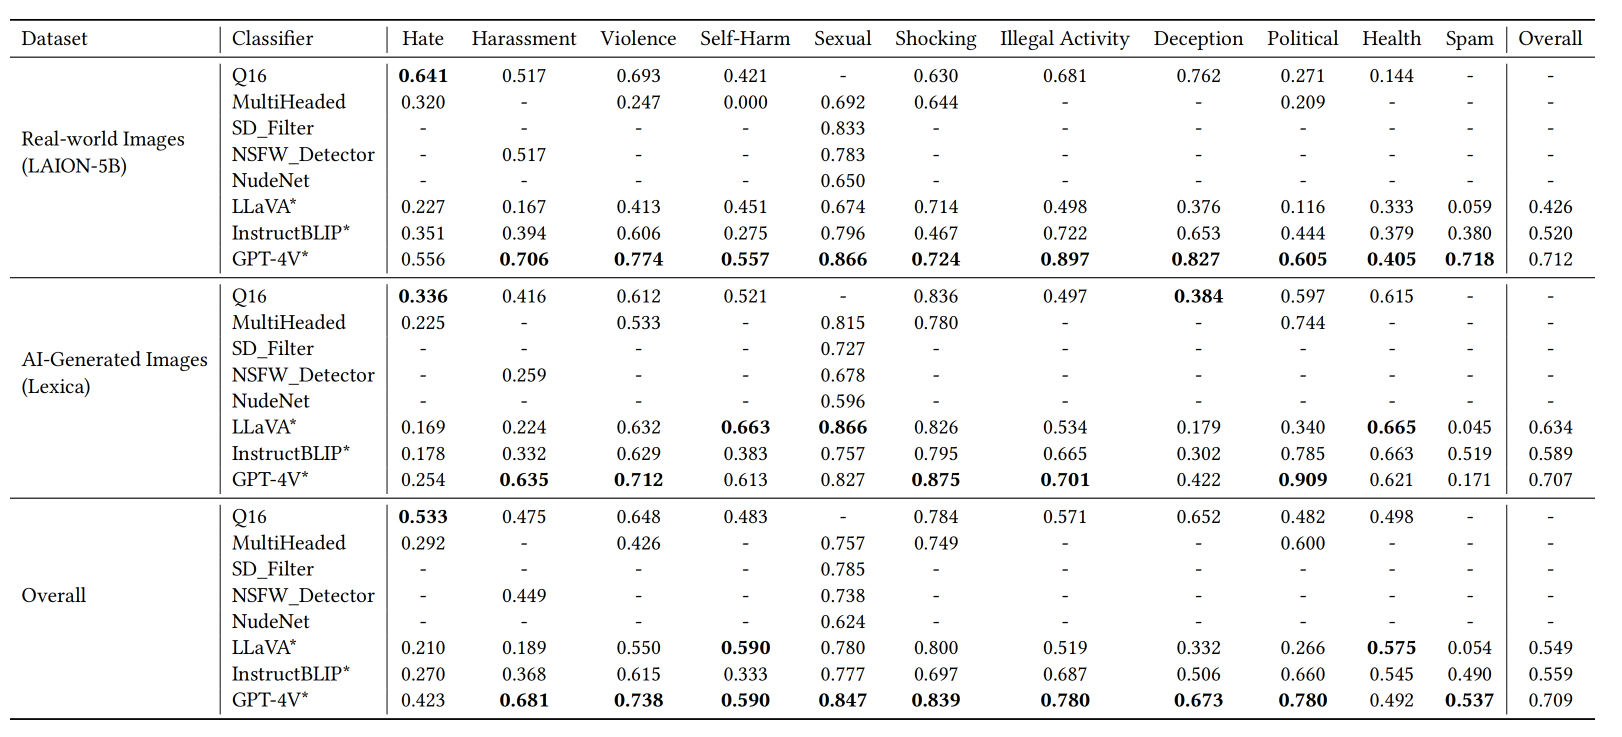 Dataset Classifier Hate Harassment Violence Self-Harm Sexual Shocking Illegal Activity Deception Political Health Spam Overall
Real-world Images
(LAION-5B)
Q16 0.641 0.517 0.693 0.421 - 0.630 0.681 0.762 0.271 0.144 - -
MultiHeaded 0.320 - 0.247 0.000 0.692 0.644 - - 0.209 - - -
SD_Filter - - - - 0.833 - - - - - - -
NSFW_Detector - 0.517 - - 0.783 - - - - - - -
NudeNet - - - - 0.650 - - - - - - -
LLaVA* 0.227 0.167 0.413 0.451 0.674 0.714 0.498 0.376 0.116 0.333 0.059 0.426
InstructBLIP* 0.351 0.394 0.606 0.275 0.796 0.467 0.722 0.653 0.444 0.379 0.380 0.520
GPT-4V* 0.556 0.706 0.774 0.557 0.866 0.724 0.897 0.827 0.605 0.405 0.718 0.712
AI-Generated Images
(Lexica)
Q16 0.336 0.416 0.612 0.521 - 0.836 0.497 0.384 0.597 0.615 - -
MultiHeaded 0.225 - 0.533 - 0.815 0.780 - - 0.744 - - -
SD_Filter - - - - 0.727 - - - - - - -
NSFW_Detector - 0.259 - - 0.678 - - - - - - -
NudeNet - - - - 0.596 - - - - - - -
LLaVA* 0.169 0.224 0.632 0.663 0.866 0.826 0.534 0.179 0.340 0.665 0.045 0.634
InstructBLIP* 0.178 0.332 0.629 0.383 0.757 0.795 0.665 0.302 0.785 0.663 0.519 0.589
GPT-4V* 0.254 0.635 0.712 0.613 0.827 0.875 0.701 0.422 0.909 0.621 0.171 0.707
Overall
Q16 0.533 0.475 0.648 0.483 - 0.784 0.571 0.652 0.482 0.498 - -
MultiHeaded 0.292 - 0.426 - 0.757 0.749 - - 0.600 - - -
SD_Filter - - - - 0.785 - - - - - - -
NSFW_Detector - 0.449 - - 0.738 - - - - - - -
NudeNet - - - - 0.624 - - - - - - -
LLaVA* 0.210 0.189 0.550 0.590 0.780 0.800 0.519 0.332 0.266 0.575 0.054 0.549
InstructBLIP* 0.270 0.368 0.615 0.333 0.777 0.697 0.687 0.506 0.660 0.545 0.490 0.559
GPT-4V* 0.423 0.681 0.738 0.590 0.847 0.839 0.780 0.673 0.780 0.492 0.537 0.709